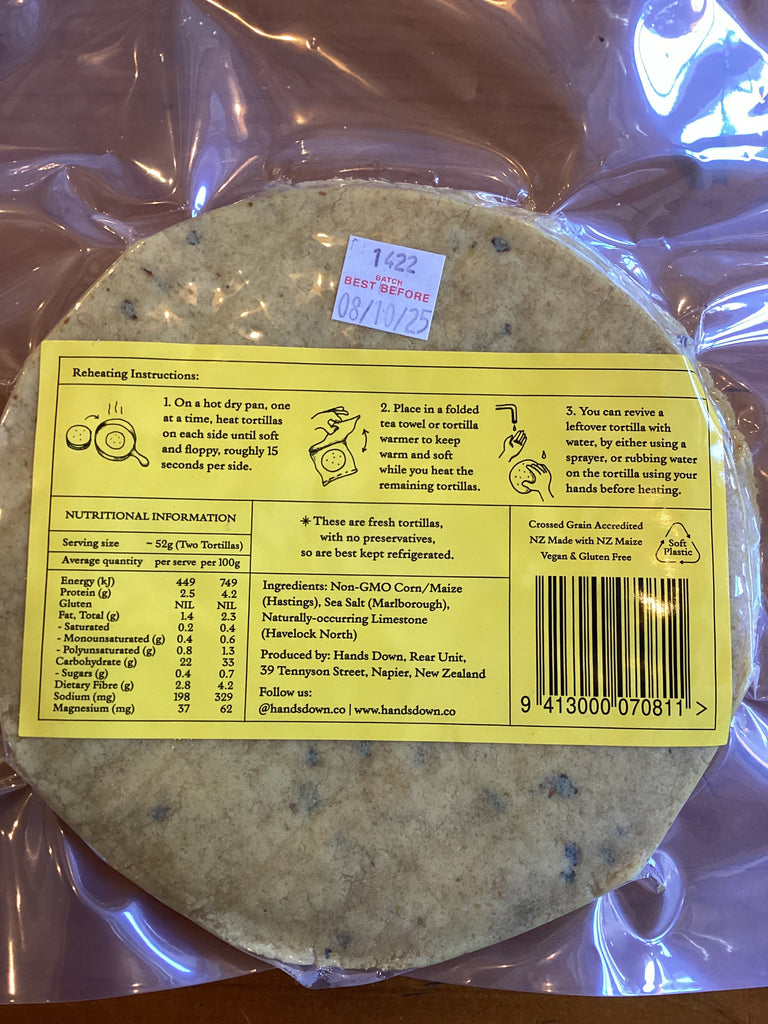 1422
BATCH
BEST BEFORE
08/10/25
Reheating Instructions:
1. On a hot dry pan, one
at a time, heat tortillas
on each side until soft
and floppy, roughly 15
seconds per side.
2. Place in a folded
tea towel or tortilla
warmer to keep
warm and soft
while you heat the
remaining tortillas.
3. You can revive a
leftover tortilla with
water, by either using a
sprayer, or rubbing water
on the tortilla using your
hands before heating.
NUTRITIONAL INFORMATION
Serving size ~ 52g (Two Tortillas)
Average quantity per serve per 100g
Energy (kJ) 449 749
Protein (g) 2.5 4.2
Gluten NIL NIL
Fat, Total (g) 1.4 2.3
- Saturated 0.2 0.4
- Monounsaturated (g) 0.4 0.6
- Polyunsaturated (g) 0.8 1.3
Carbohydrate (g) 22 33
- Sugars (g) 0.4 0.7
Dietary Fibre (g) 2.8 4.2
Sodium (mg) 198 329
Magnesium (mg) 37 62
✳ These are fresh tortillas,
with no preservatives,
so are best kept refrigerated.
Ingredients: Non-GMO Corn/Maize
(Hastings), Sea Salt (Marlborough),
Naturally-occurring Limestone
(Havelock North)
Produced by: Hands Down, Rear Unit,
39 Tennyson Street, Napier, New Zealand
Follow us:
@handsdown.co | www.handsdown.co
Crossed Grain Accredited
NZ Made with NZ Maize
Vegan & Gluten Free
Soft
Plastic
9 413000 070811 >